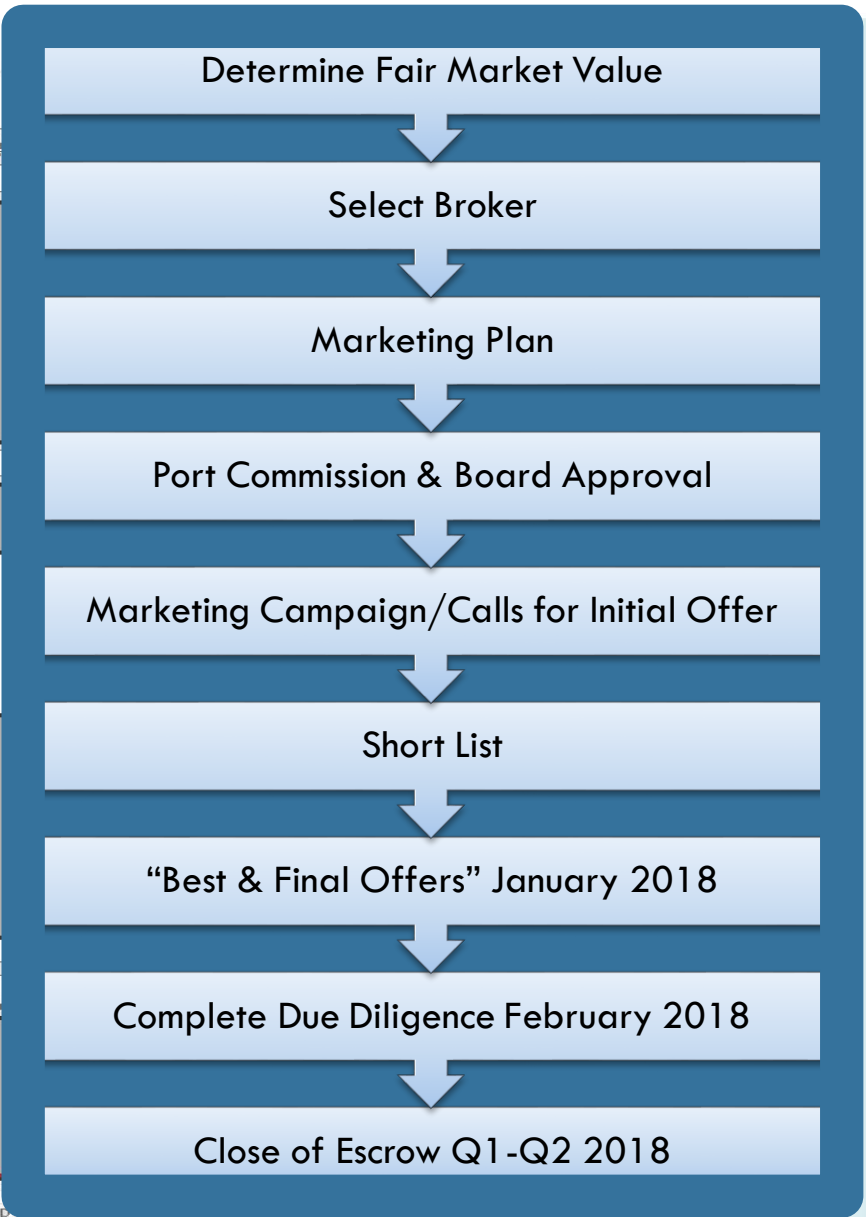 Determine Fair Market Value
Select Broker
Marketing Plan
Port Commission & Board Approval
Marketing Campaign/Calls for Initial Offer
Short List
“Best & Final Offers” January 2018
Complete Due Diligence February 2018
Close of Escrow Q1-Q2 2018